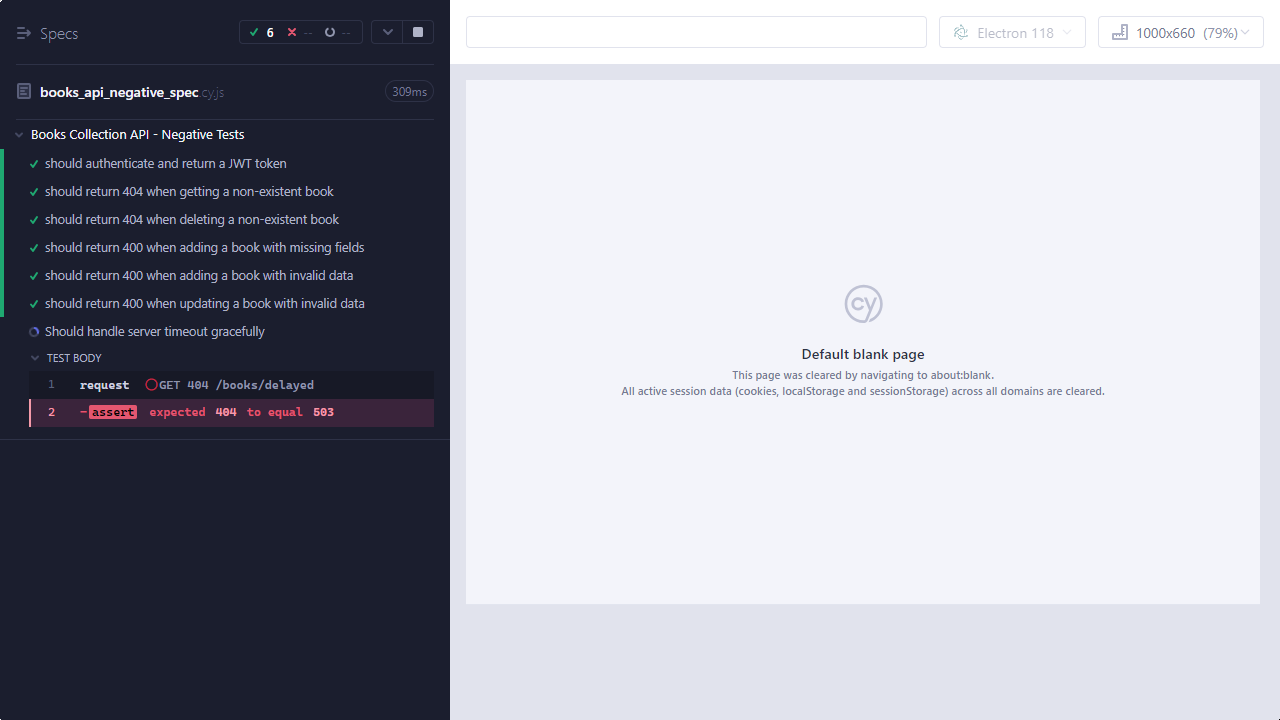 Specs
6 -- --
books_api_negative_spec.cy.js 309ms
Books Collection API - Negative Tests
should authenticate and return a JWT token
should return 404 when getting a non-existent book
should return 404 when deleting a non-existent book
should return 400 when adding a book with missing fields
should return 400 when adding a book with invalid data
should return 400 when updating a book with invalid data
Should handle server timeout gracefully
TEST BODY
1 request GET 404 /books/delayed
2 -assert expected 404 to equal 503
Electron 118
1000x660 (79%)
cy
Default blank page
This page was cleared by navigating to about:blank.
All active session data (cookies, localStorage and sessionStorage) across all domains are cleared.